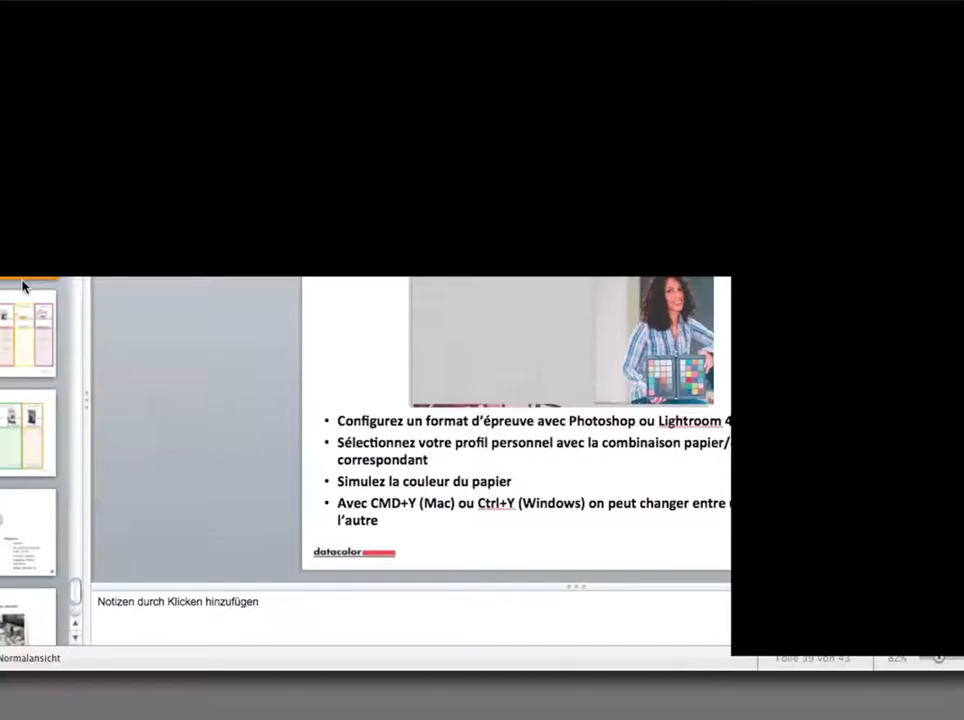 • Configurez un format d'épreuve avec Photoshop ou Lightroom 4
• Sélectionnez votre profil personnel avec la combinaison papier/
correspondant
• Simulez la couleur du papier
• Avec CMD+Y (Mac) ou Ctrl+Y (Windows) on peut changer entre
l'autre
datacolor
Notizen durch Klicken hinzufügen
Normalansicht
Folie 39 von 43
82%